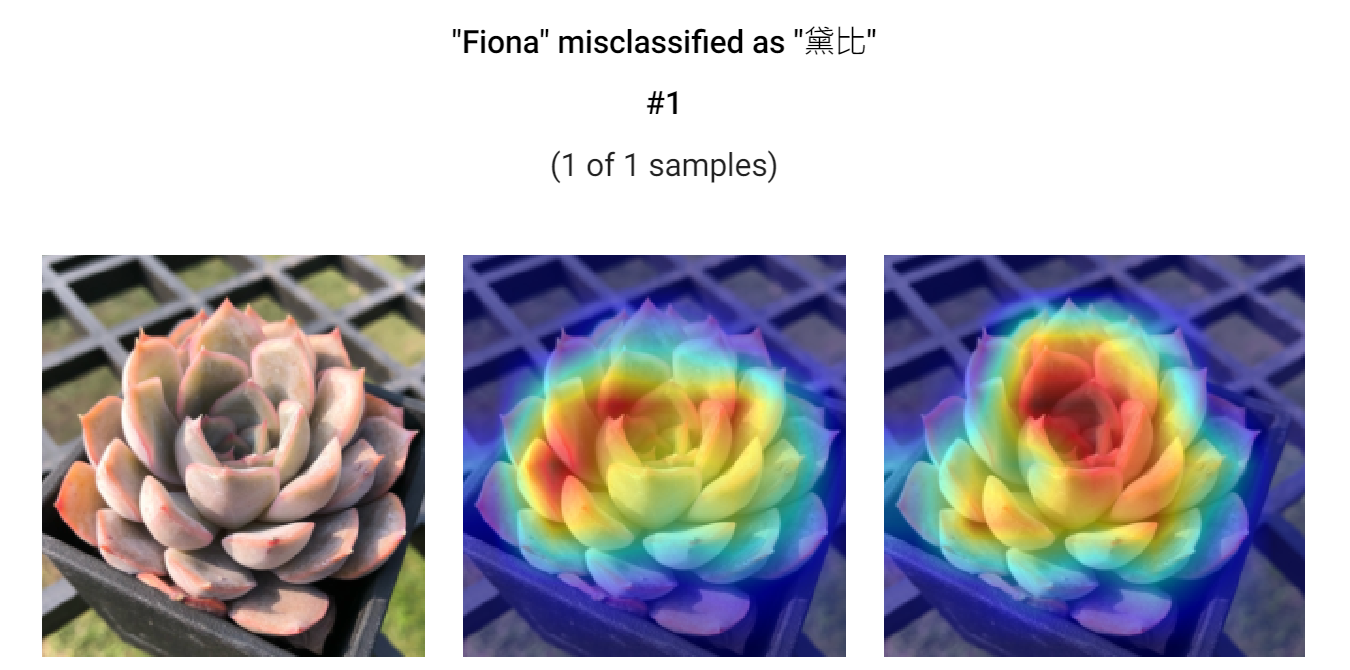 "Fiona" misclassified as "黛比"
#1
(1 of 1 samples)